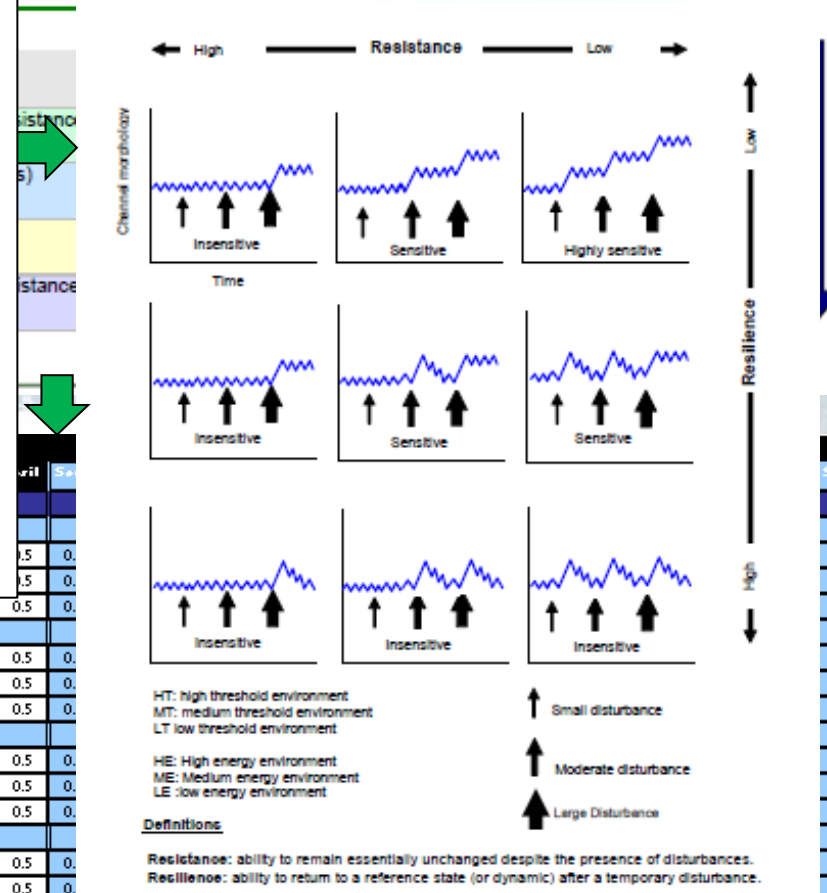 High Resistance Low
Low
Resilience
High
Channel morphology
Insensitive
Sensitive
Highly sensitive
Time
Insensitive
Sensitive
Sensitive
Insensitive
Insensitive
Insensitive
HT: high threshold environment
MT: medium threshold environment
LT low threshold environment
HE: High energy environment
ME: Medium energy environment
LE :low energy environment
Small disturbance
Moderate disturbance
Large Disturbance
Definitions
Resistance: ability to remain essentially unchanged despite the presence of disturbances.
Resilience: ability to return to a reference state (or dynamic) after a temporary disturbance.
s)
0.5
0.5
0.5
0.5
0.5
0.5
0.5
0.5
0.5